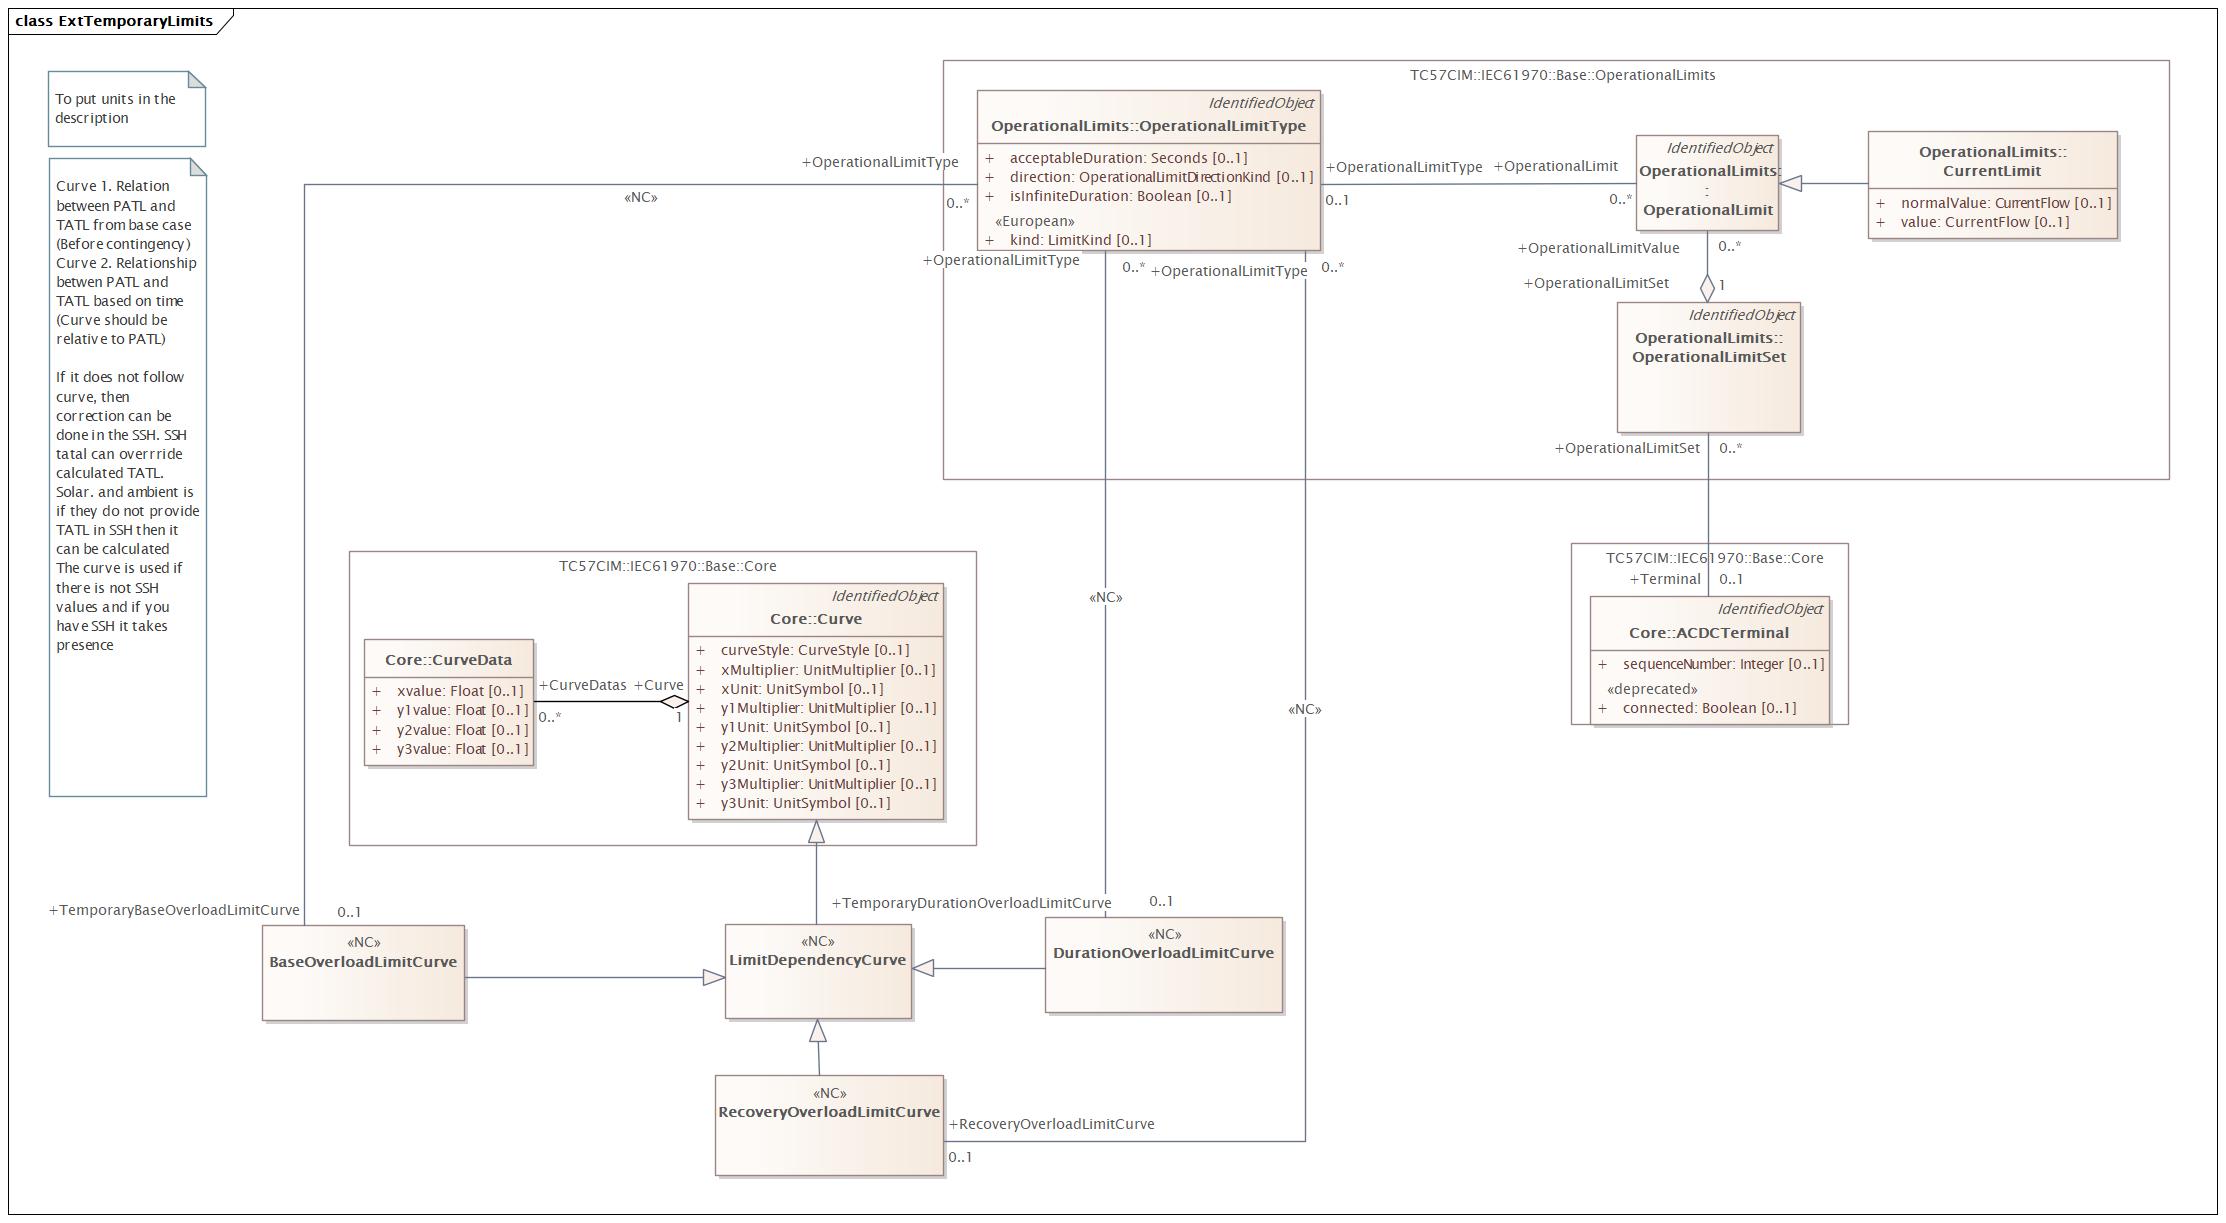 class ExtTemporaryLimits
To put units in the
description
Curve 1. Relation
between PATL and
TATL from base case
(Before contingency)
Curve 2. Relationship
betwen PATL and
TATL based on time
(Curve should be
relative to PATL)
If it does not follow
curve, then
correction can be
done in the SSH. SSH
tatal can overrride
calculated TATL.
Solar. and ambient is
if they do not provide
TATL in SSH then it
can be calculated
The curve is used if
there is not SSH
values and if you
have SSH it takes
presence
TC57CIM::IEC61970::Base::OperationalLimits
IdentifiedObject
OperationalLimits::OperationalLimitType
+ acceptableDuration: Seconds [0..1]
+ direction: OperationalLimitDirectionKind [0..1]
+ isInfiniteDuration: Boolean [0..1]
«European»
+ kind: LimitKind [0..1]
+OperationalLimitType
0..*
«NC»
+OperationalLimitType
0..1
+OperationalLimit
0..*
IdentifiedObject
OperationalLimits:
:
OperationalLimit
OperationalLimits::
CurrentLimit
+ normalValue: CurrentFlow [0..1]
+ value: CurrentFlow [0..1]
+OperationalLimitType
0..*
+OperationalLimitType
0..*
+OperationalLimitValue
0..*
+OperationalLimitSet
1
IdentifiedObject
OperationalLimits::
OperationalLimitSet
+OperationalLimitSet
0..*
TC57CIM::IEC61970::Base::Core
+Terminal
0..1
IdentifiedObject
Core::ACDCTerminal
+ sequenceNumber: Integer [0..1]
«deprecated»
+ connected: Boolean [0..1]
TC57CIM::IEC61970::Base::Core
IdentifiedObject
Core::Curve
+ curveStyle: CurveStyle [0..1]
+ xMultiplier: UnitMultiplier [0..1]
+ xUnit: UnitSymbol [0..1]
+ y1Multiplier: UnitMultiplier [0..1]
+ y1Unit: UnitSymbol [0..1]
+ y2Multiplier: UnitMultiplier [0..1]
+ y2Unit: UnitSymbol [0..1]
+ y3Multiplier: UnitMultiplier [0..1]
+ y3Unit: UnitSymbol [0..1]
Core::CurveData
+ xvalue: Float [0..1]
+ y1value: Float [0..1]
+ y2value: Float [0..1]
+ y3value: Float [0..1]
+CurveDatas
0..*
+Curve
1
«NC»
«NC»
+TemporaryBaseOverloadLimitCurve
0..1
+TemporaryDurationOverloadLimitCurve
0..1
«NC»
BaseOverloadLimitCurve
«NC»
LimitDependencyCurve
«NC»
DurationOverloadLimitCurve
«NC»
RecoveryOverloadLimitCurve
+RecoveryOverloadLimitCurve
0..1